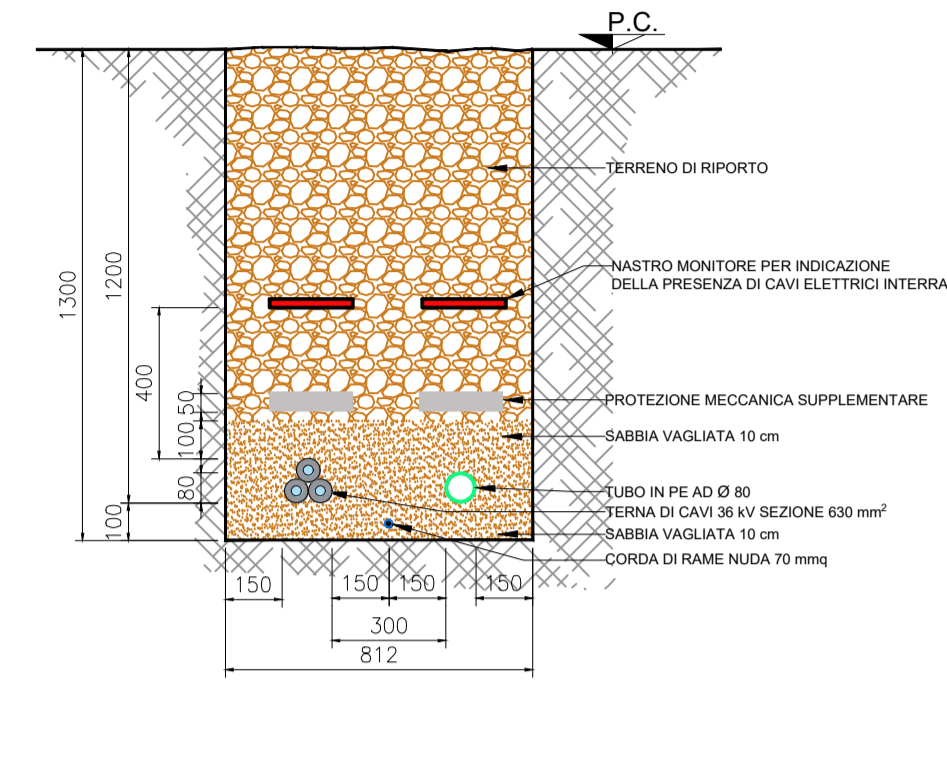 P.C.
TERRENO DI RIPORTO
NASTRO MONITORE PER INDICAZIONE
DELLA PRESENZA DI CAVI ELETTRICI INTERRA
PROTEZIONE MECCANICA SUPPLEMENTARE
SABBIA VAGLIATA 10 cm
TUBO IN PE AD Ø 80
TERNA DI CAVI 36 kV SEZIONE 630 mm²
SABBIA VAGLIATA 10 cm
CORDA DI RAME NUDA 70 mmq
1300
1200
400
50
100
80
100
150
150
150
150
300
812